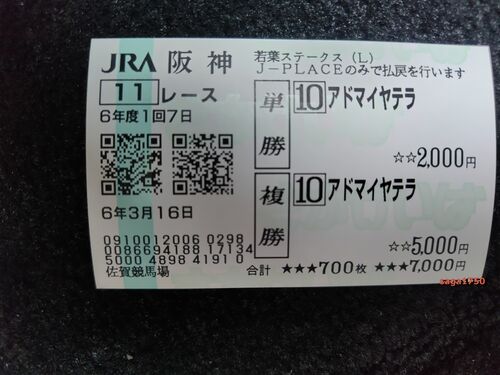 JRA 阪神
11 レース
6年度1回7日
6年3月16日
0910012006 0298
0086694188 17134
5000 4898 4191 0
佐賀競馬場
若葉ステークス (L)
J-PLACEのみで払戻を行います
単勝
10 アドマイヤテラ
☆☆2,000円
複勝
10 アドマイヤテラ
☆☆5,000円
合計 ★★★700枚 ★★★7,000円
saga1750